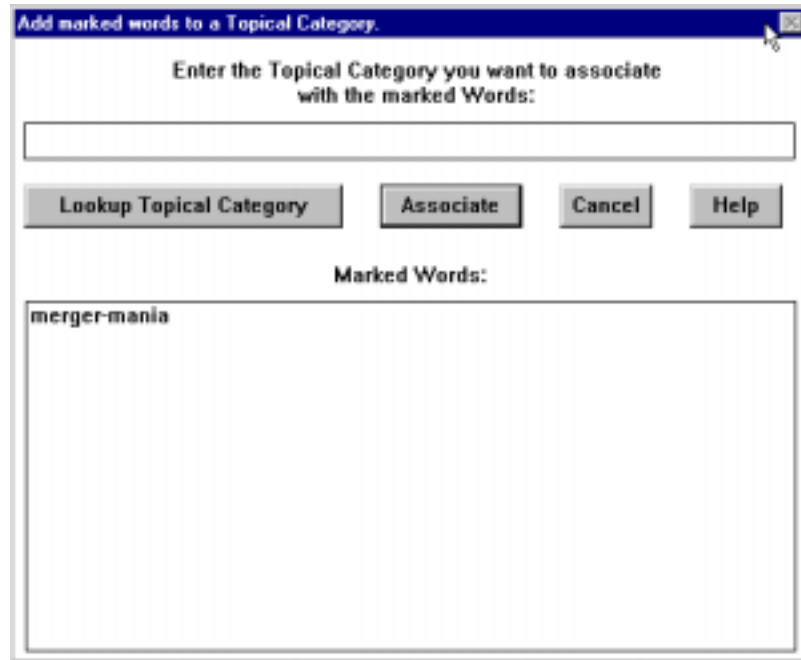 Add marked words to a Topical Category.
Enter the Topical Category you want to associate
with the marked Words:
Lookup Topical Category Associate Cancel Help
Marked Words:
merger-mania